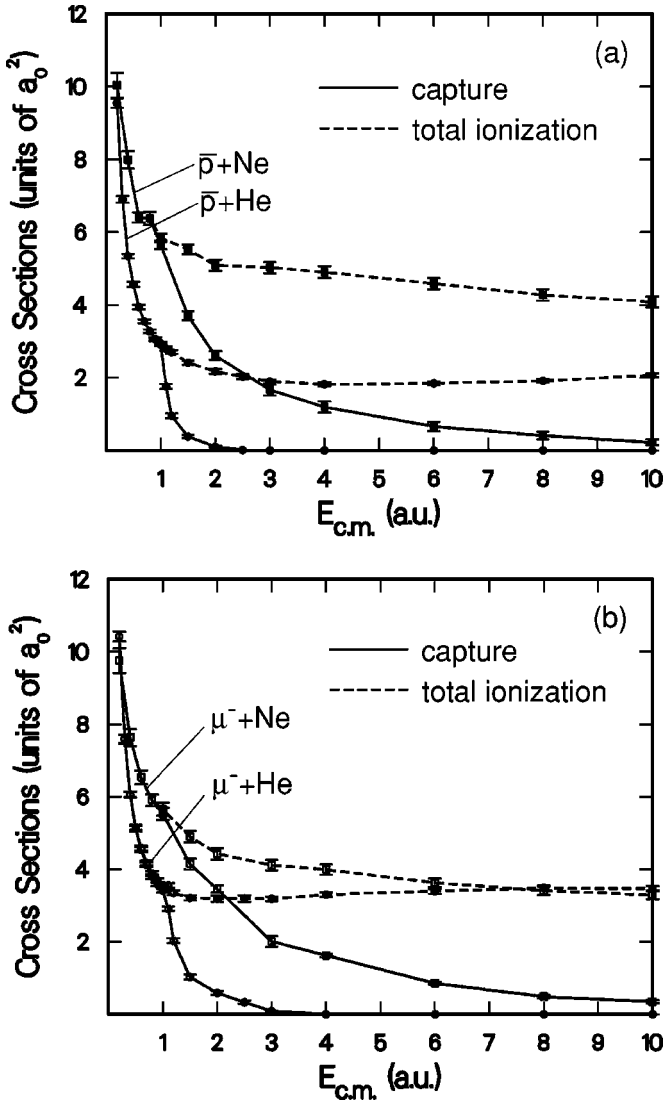 12
10
8
6
4
2
(a)
capture
total ionization
p̅+Ne
p̅+He
Cross Sections (units of a₀²)
1 2 3 4 5 6 7 8 9 10
E_c.m. (a.u.)
12
10
8
6
4
2
(b)
capture
total ionization
μ⁻+Ne
μ⁻+He
Cross Sections (units of a₀²)
1 2 3 4 5 6 7 8 9 10
E_c.m. (a.u.)